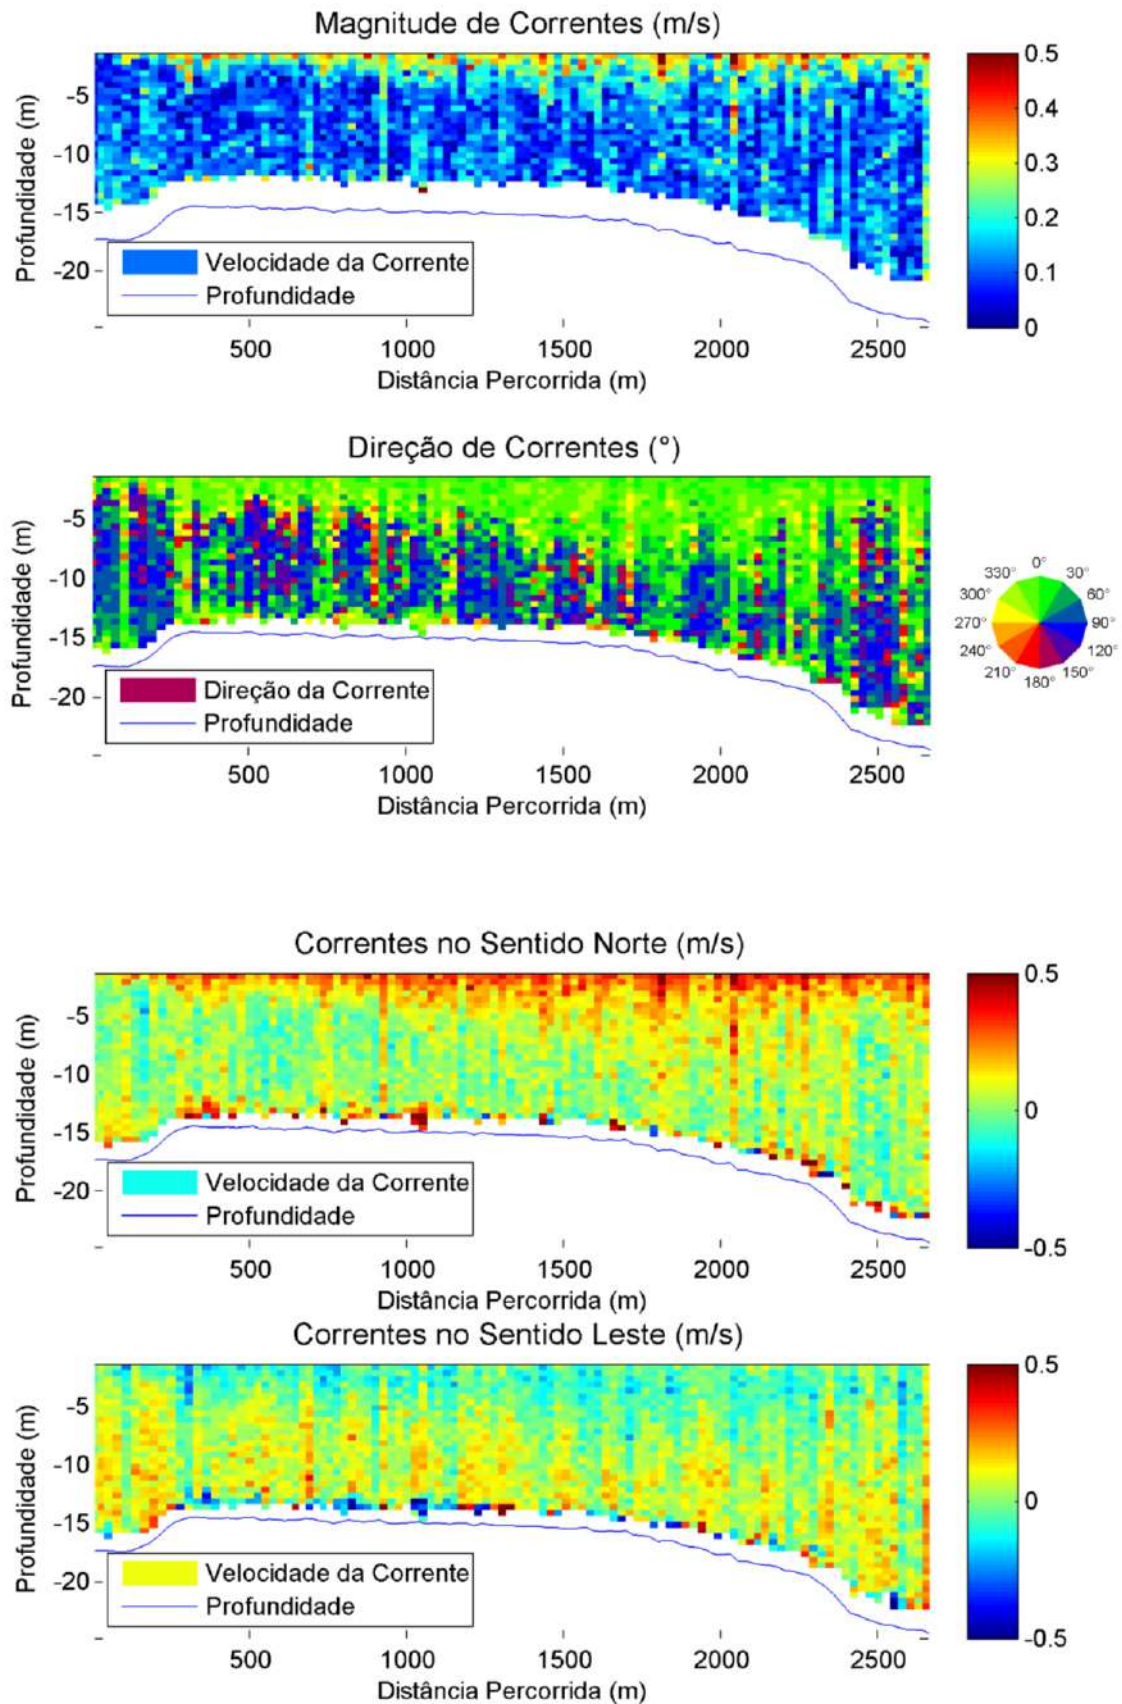 Magnitude de Correntes (m/s)
Profundidade (m)
-5
-10
-15
-20
Velocidade da Corrente
Profundidade
500 1000 1500 2000 2500
Distância Percorrida (m)
0.5
0.4
0.3
0.2
0.1
0
Direção de Correntes (°)
Profundidade (m)
-5
-10
-15
-20
Direção da Corrente
Profundidade
500 1000 1500 2000 2500
Distância Percorrida (m)
0°
330° 30°
300° 60°
270° 90°
240° 120°
210° 150°
180°
Correntes no Sentido Norte (m/s)
Profundidade (m)
-5
-10
-15
-20
Velocidade da Corrente
Profundidade
500 1000 1500 2000 2500
Distância Percorrida (m)
0.5
0
-0.5
Correntes no Sentido Leste (m/s)
Profundidade (m)
-5
-10
-15
-20
Velocidade da Corrente
Profundidade
500 1000 1500 2000 2500
Distância Percorrida (m)
0.5
0
-0.5